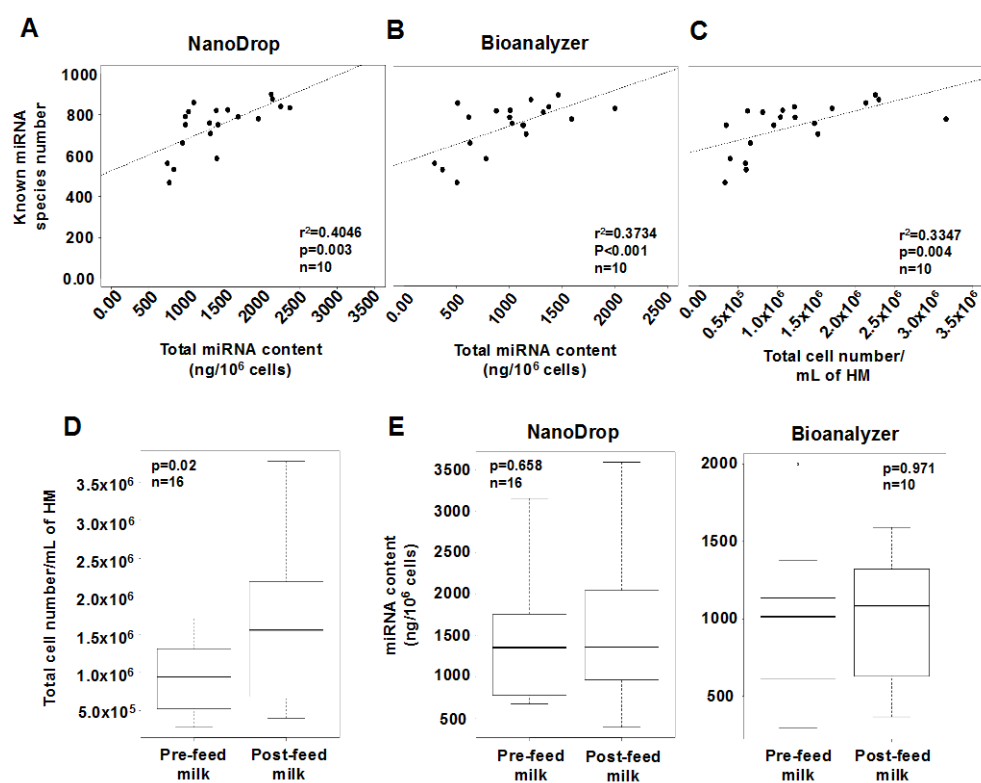 A
NanoDrop
Known miRNA
species number
1000
800
600
400
200
0.00
r²=0.4046
p=0.003
n=10
0.00
500
1000
1500
2000
2500
3000
3500
Total miRNA content
(ng/10⁶ cells)
B
Bioanalyzer
r²=0.3734
P<0.001
n=10
0.00
500
1000
1500
2000
2500
Total miRNA content
(ng/10⁶ cells)
C
r²=0.3347
p=0.004
n=10
0.00
0.5x10⁵
1.0x10⁶
1.5x10⁶
2.0x10⁶
2.5x10⁶
3.0x10⁶
3.5x10⁶
Total cell number/
mL of HM
D
Total cell number/mL of HM
p=0.02
n=16
3.5x10⁶
3.0x10⁶
2.5x10⁶
2.0x10⁶
1.5x10⁶
1.0x10⁶
5.0x10⁵
Pre-feed
milk
Post-feed
milk
E
NanoDrop
miRNA content
(ng/10⁶ cells)
p=0.658
n=16
3500
3000
2500
2000
1500
1000
500
Pre-feed
milk
Post-feed
milk
Bioanalyzer
p=0.971
n=10
2000
1500
1000
500
Pre-feed
milk
Post-feed
milk